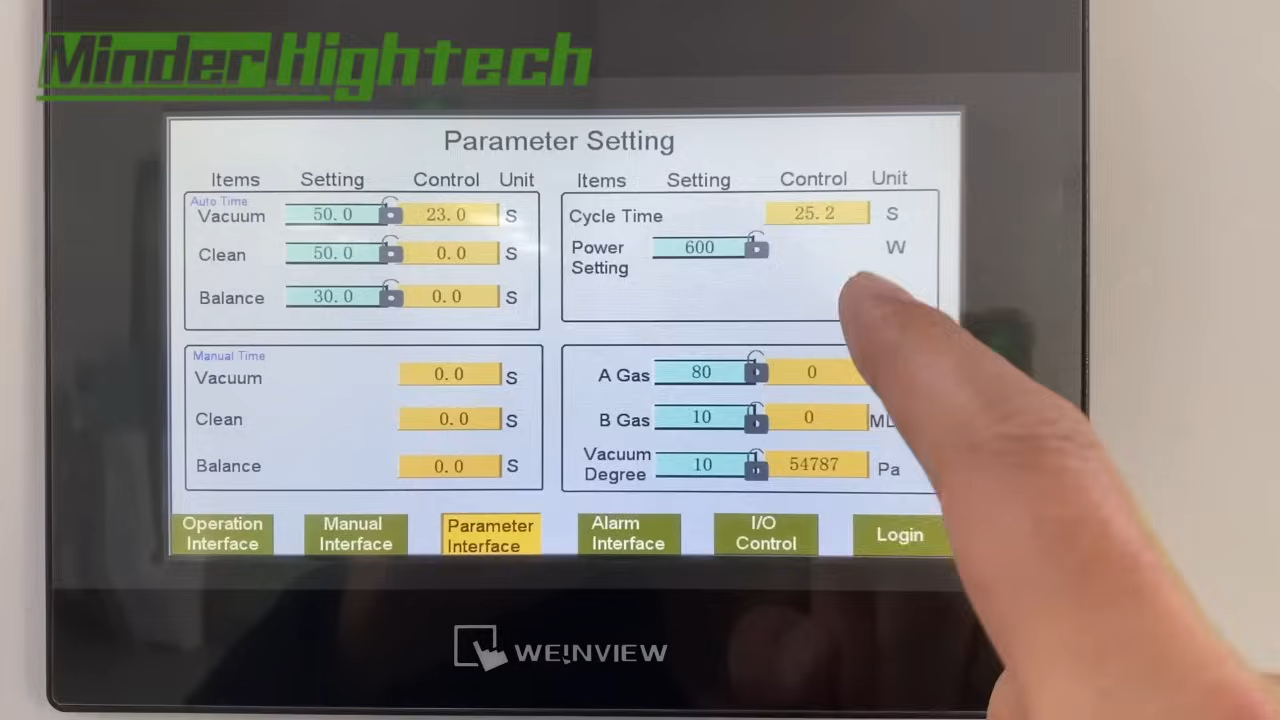 Minder Hightech
Parameter Setting
Items Setting Control Unit
Auto Time
Vacuum 50.0 23.0 S
Clean 50.0 0.0 S
Balance 30.0 0.0 S
Items Setting Control Unit
Cycle Time 25.2 S
Power 600 W
Setting
Manual Time
Vacuum 0.0 S
Clean 0.0 S
Balance 0.0 S
A Gas 80 0
B Gas 10 0
Vacuum
Degree 10 54787 Pa
Operation
Interface
Manual
Interface
Parameter
Interface
Alarm
Interface
I/O
Control
Login
WEINVIEW